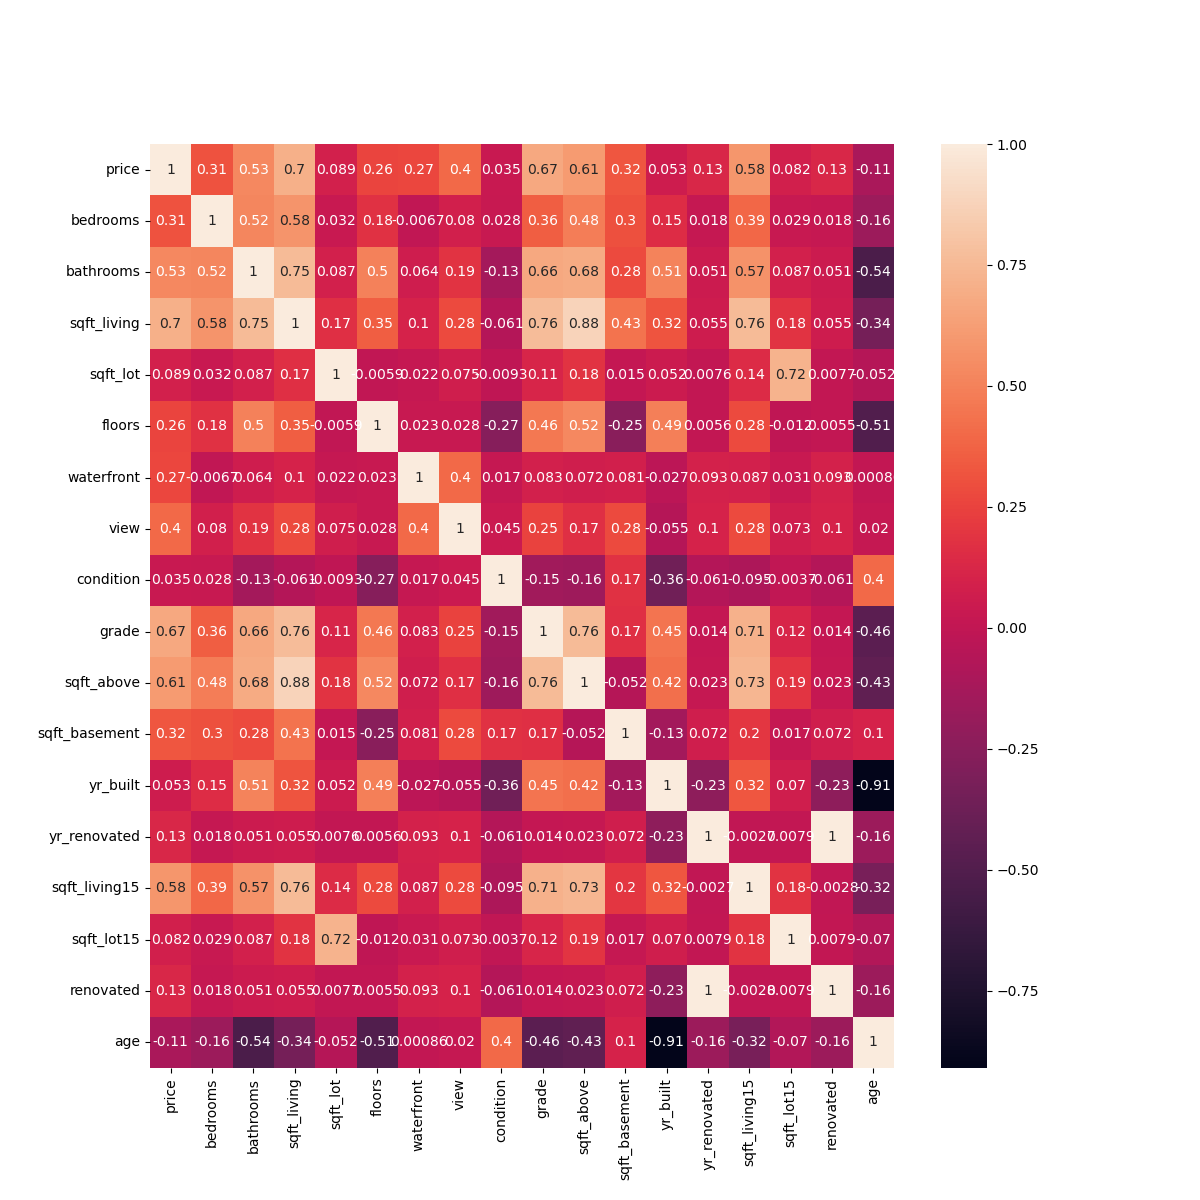 price 1 0.31 0.53 0.7 0.089 0.26 0.27 0.4 0.035 0.67 0.61 0.32 0.053 0.13 0.58 0.082 0.13 -0.11 1.00
bedrooms 0.31 1 0.52 0.58 0.032 0.18 -0.0067 0.08 0.028 0.36 0.48 0.3 0.15 0.018 0.39 0.029 0.018 -0.16
bathrooms 0.53 0.52 1 0.75 0.087 0.5 0.064 0.19 -0.13 0.66 0.68 0.28 0.51 0.051 0.57 0.087 0.051 -0.54 0.75
sqft_living 0.7 0.58 0.75 1 0.17 0.35 0.1 0.28 -0.061 0.76 0.88 0.43 0.32 0.055 0.76 0.18 0.055 -0.34
sqft_lot 0.089 0.032 0.087 0.17 1 -0.0059 0.022 0.075 -0.0093 0.11 0.18 0.015 0.052 0.0076 0.14 0.72 0.0077 -0.052 0.50
floors 0.26 0.18 0.5 0.35 -0.0059 1 0.023 0.028 -0.27 0.46 0.52 -0.25 0.49 0.0056 0.28 -0.012 0.0055 -0.51
waterfront 0.27 -0.0067 0.064 0.1 0.022 0.023 1 0.4 0.017 0.083 0.072 0.081 -0.027 0.093 0.087 0.031 0.093 0.25
view 0.4 0.08 0.19 0.28 0.075 0.028 0.4 1 0.045 0.25 0.17 0.28 -0.055 0.1 0.28 0.073 0.1 0.02
condition 0.035 0.028 -0.13 -0.061 -0.0093 -0.27 0.017 0.045 1 -0.15 -0.16 0.17 -0.36 -0.061 -0.095 -0.0037 -0.061 0.4
grade 0.67 0.36 0.66 0.76 0.11 0.46 0.083 0.25 -0.15 1 0.76 0.17 0.45 0.014 0.71 0.12 0.014 -0.46 0.00
sqft_above 0.61 0.48 0.68 0.88 0.18 0.52 0.072 0.17 -0.16 0.76 1 -0.052 0.42 0.023 0.73 0.19 0.023 -0.43
sqft_basement 0.32 0.3 0.28 0.43 0.015 -0.25 0.081 0.28 0.17 0.17 -0.052 1 -0.13 0.072 0.2 0.017 0.072 0.1 −0.25
yr_built 0.053 0.15 0.51 0.32 0.052 0.49 -0.027 -0.055 -0.36 0.45 0.42 -0.13 1 -0.23 0.32 0.07 -0.23 -0.91
yr_renovated 0.13 0.018 0.051 0.055 0.0076 0.0056 0.093 0.1 -0.061 0.014 0.023 0.072 -0.23 1 -0.0027 0.0079 1 -0.16
sqft_living15 0.58 0.39 0.57 0.76 0.14 0.28 0.087 0.28 -0.095 0.71 0.73 0.2 0.32 -0.0027 1 0.18 -0.0028 -0.32 −0.50
sqft_lot15 0.082 0.029 0.087 0.18 0.72 -0.012 0.031 0.073 -0.0037 0.12 0.19 0.017 0.07 0.0079 0.18 1 0.0079 -0.07
renovated 0.13 0.018 0.051 0.055 0.0077 0.0055 0.093 0.1 -0.061 0.014 0.023 0.072 -0.23 1 -0.0028 0.0079 1 -0.16 −0.75
age -0.11 -0.16 -0.54 -0.34 -0.052 -0.51 0.00086 0.02 0.4 -0.46 -0.43 0.1 -0.91 -0.16 -0.32 -0.07 -0.16 1
price bedrooms bathrooms sqft_living sqft_lot floors waterfront view condition grade sqft_above sqft_basement yr_built yr_renovated sqft_living15 sqft_lot15 renovated age